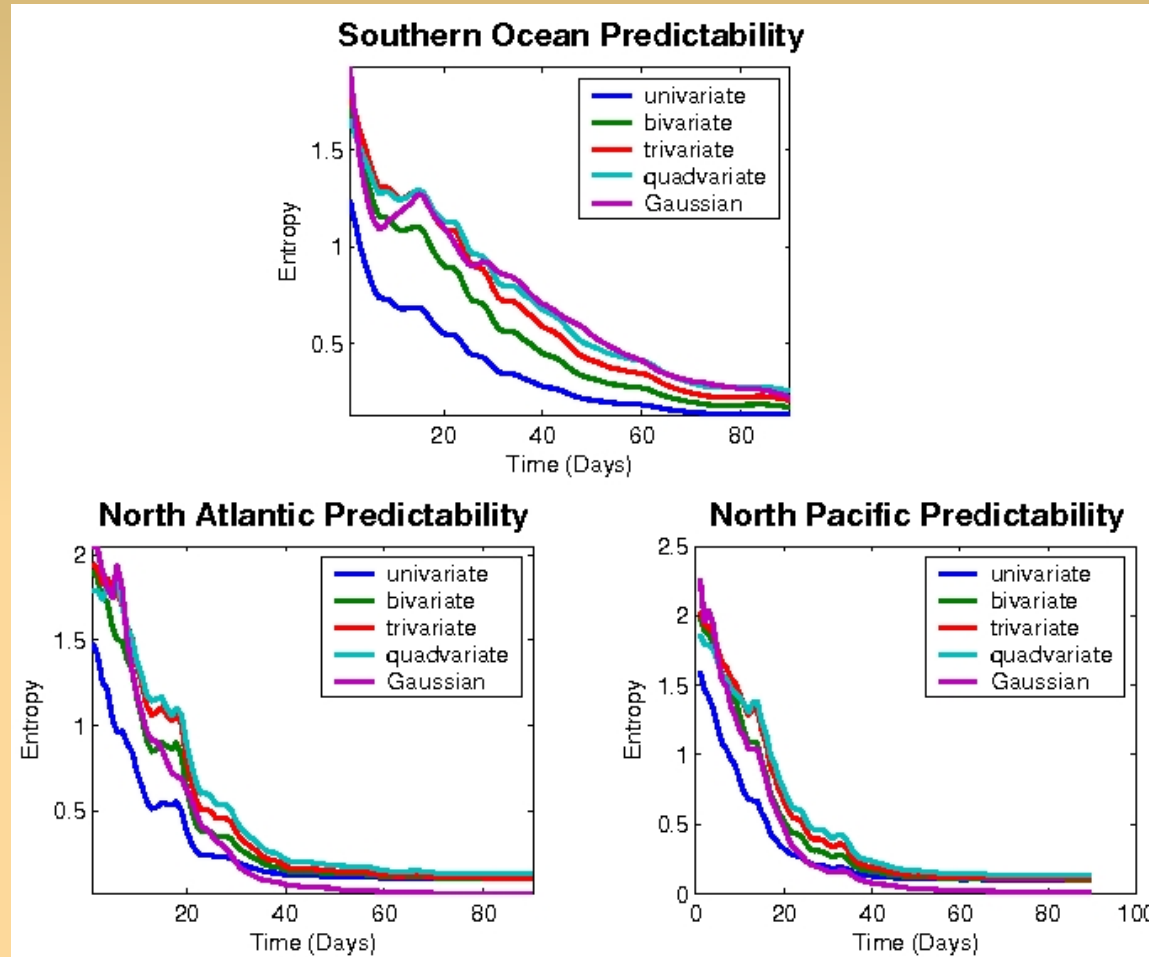 Southern Ocean Predictability
univariate
bivariate
trivariate
quadvariate
Gaussian
Entropy
1.5
1
0.5
20 40 60 80
Time (Days)
North Atlantic Predictability
univariate
bivariate
trivariate
quadvariate
Gaussian
Entropy
2
1.5
1
0.5
20 40 60 80
Time (Days)
North Pacific Predictability
univariate
bivariate
trivariate
quadvariate
Gaussian
Entropy
2.5
2
1.5
1
0.5
0
0 20 40 60 80 100
Time (Days)